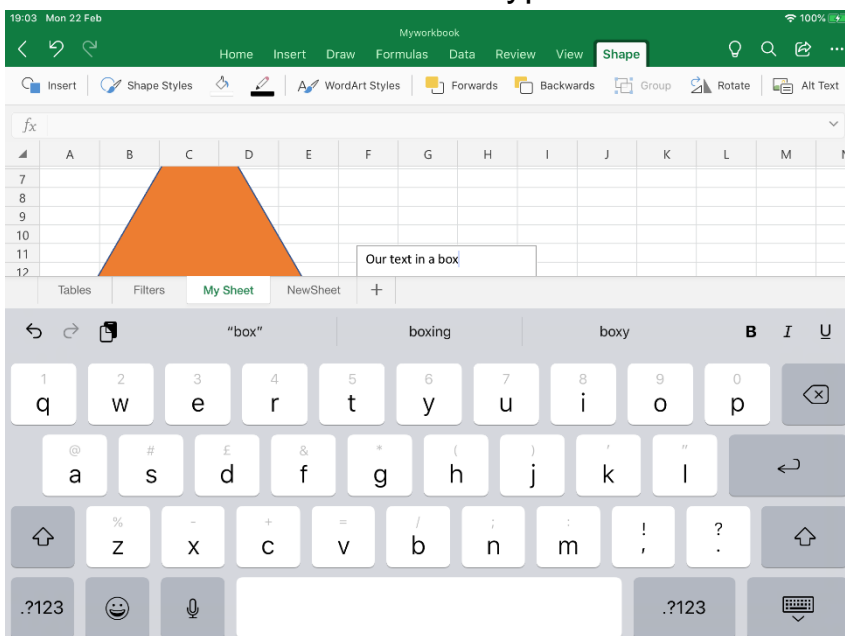 19:03 Mon 22 Feb 100%
Myworkbook
Home Insert Draw Formulas Data Review View Shape
Insert Shape Styles WordArt Styles Forwards Backwards Group Rotate Alt Text
fx
A B C D E F G H I J K L M
7
8
9
10
11 Our text in a box
12
Tables Filters My Sheet NewSheet +
“box” boxing boxy B I U
1 2 3 4 5 6 7 8 9 0
q w e r t y u i o p
@ # £ & * ( ) ' "
a s d f g h j k l
% - + = / ; : ! ?
z x c v b n m , .
.?123 .?123